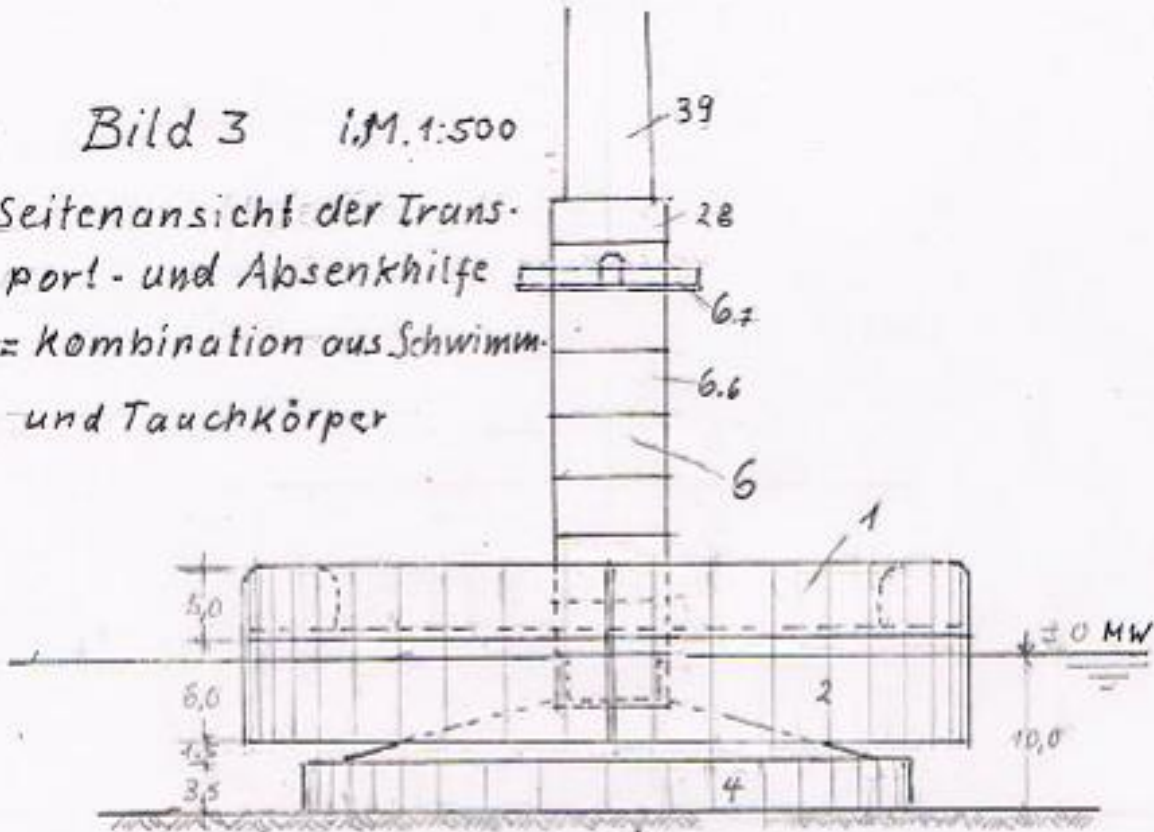 Bild 3 i.M. 1:500
Seitenansicht der Trans-
port- und Absenkhilfe
= Kombination aus Schwimm-
und Tauchkörper
39
28
6.7
6.6
6
1
5,0
±0 MW
6,0
2
10,0
1,5
3,5
4